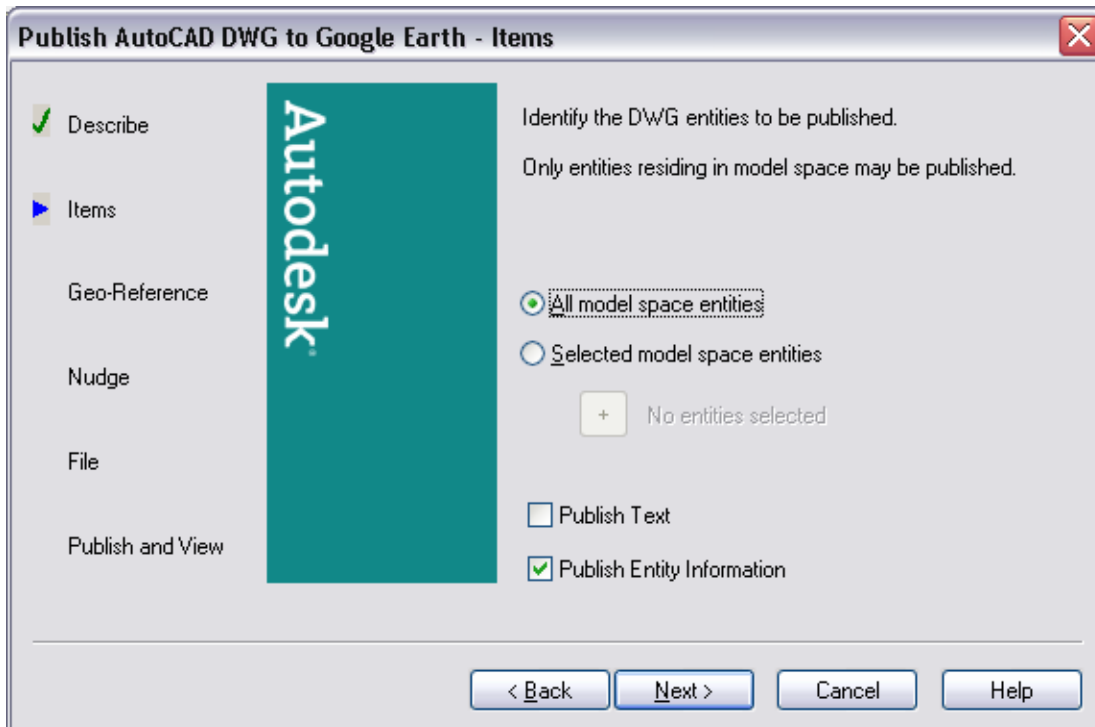 Publish AutoCAD DWG to Google Earth - Items
Describe
Items
Geo-Reference
Nudge
File
Publish and View
Autodesk®
Identify the DWG entities to be published.
Only entities residing in model space may be published.
All model space entities
Selected model space entities
+ No entities selected
Publish Text
Publish Entity Information
< Back Next > Cancel Help